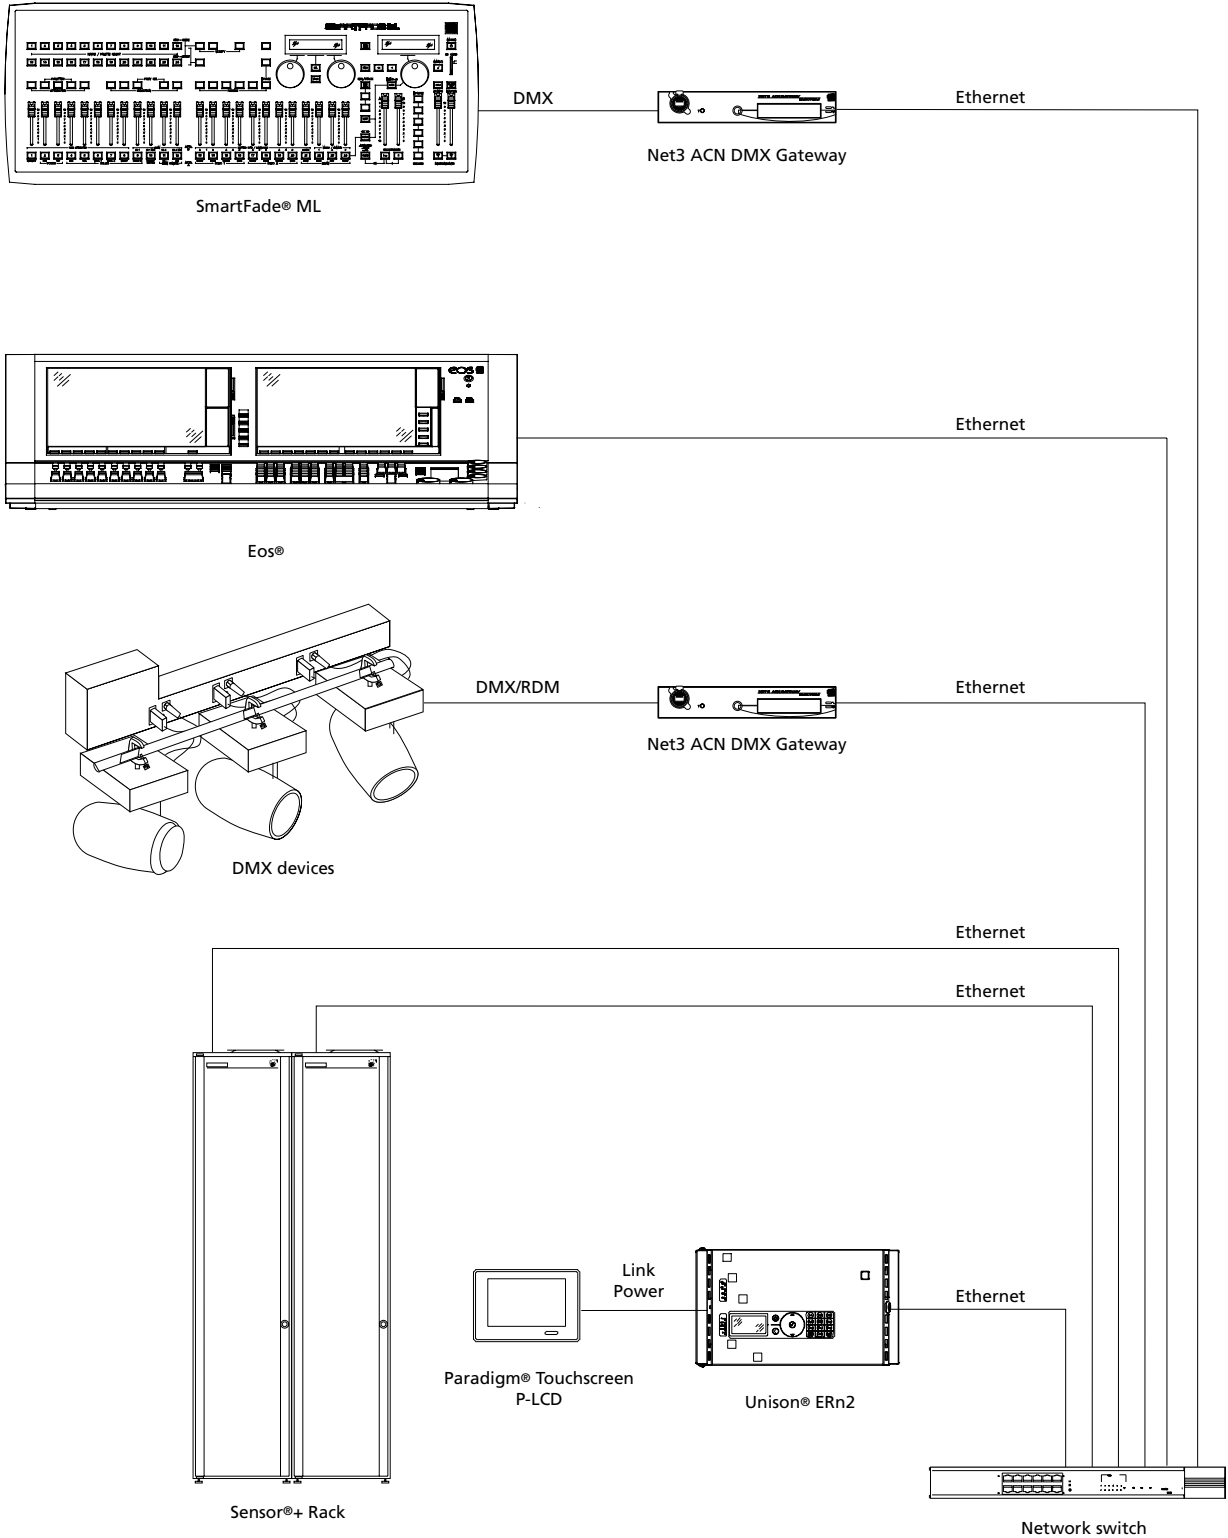 DMX
Ethernet
Net3 ACN DMX Gateway
SmartFade® ML
Ethernet
Eos®
DMX/RDM
Ethernet
Net3 ACN DMX Gateway
DMX devices
Ethernet
Ethernet
Link
Power
Ethernet
Paradigm® Touchscreen
P-LCD
Unison® ERn2
Sensor®+ Rack
Network switch